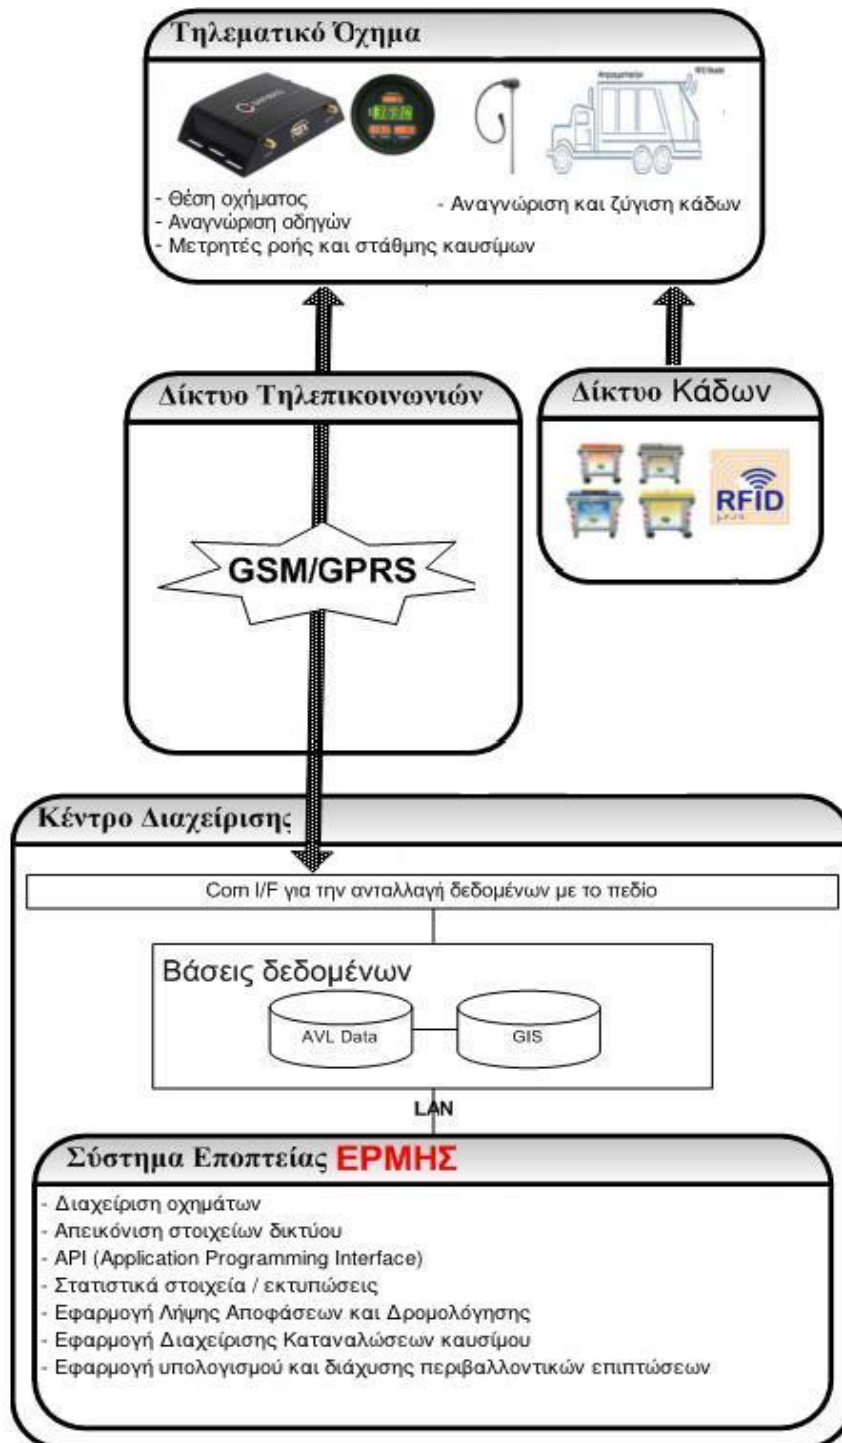 Τηλεματικό Όχημα
- Θέση οχήματος
- Αναγνώριση οδηγών
- Μετρητές ροής και στάθμης καυσίμων
- Αναγνώριση και ζύγιση κάδων
Δίκτυο Τηλεπικοινωνιών
GSM/GPRS
Δίκτυο Κάδων
RFiD
Κέντρο Διαχείρισης
Com I/F για την ανταλλαγή δεδομένων με το πεδίο
Βάσεις δεδομένων
AVL Data
GIS
LAN
Σύστημα Εποπτείας ΕΡΜΗΣ
- Διαχείριση οχημάτων
- Απεικόνιση στοιχείων δικτύου
- API (Application Programming Interface)
- Στατιστικά στοιχεία / εκτυπώσεις
- Εφαρμογή Λήψης Αποφάσεων και Δρομολόγησης
- Εφαρμογή Διαχείρισης Καταναλώσεων καυσίμου
- Εφαρμογή υπολογισμού και διάχυσης περιβαλλοντικών επιπτώσεων